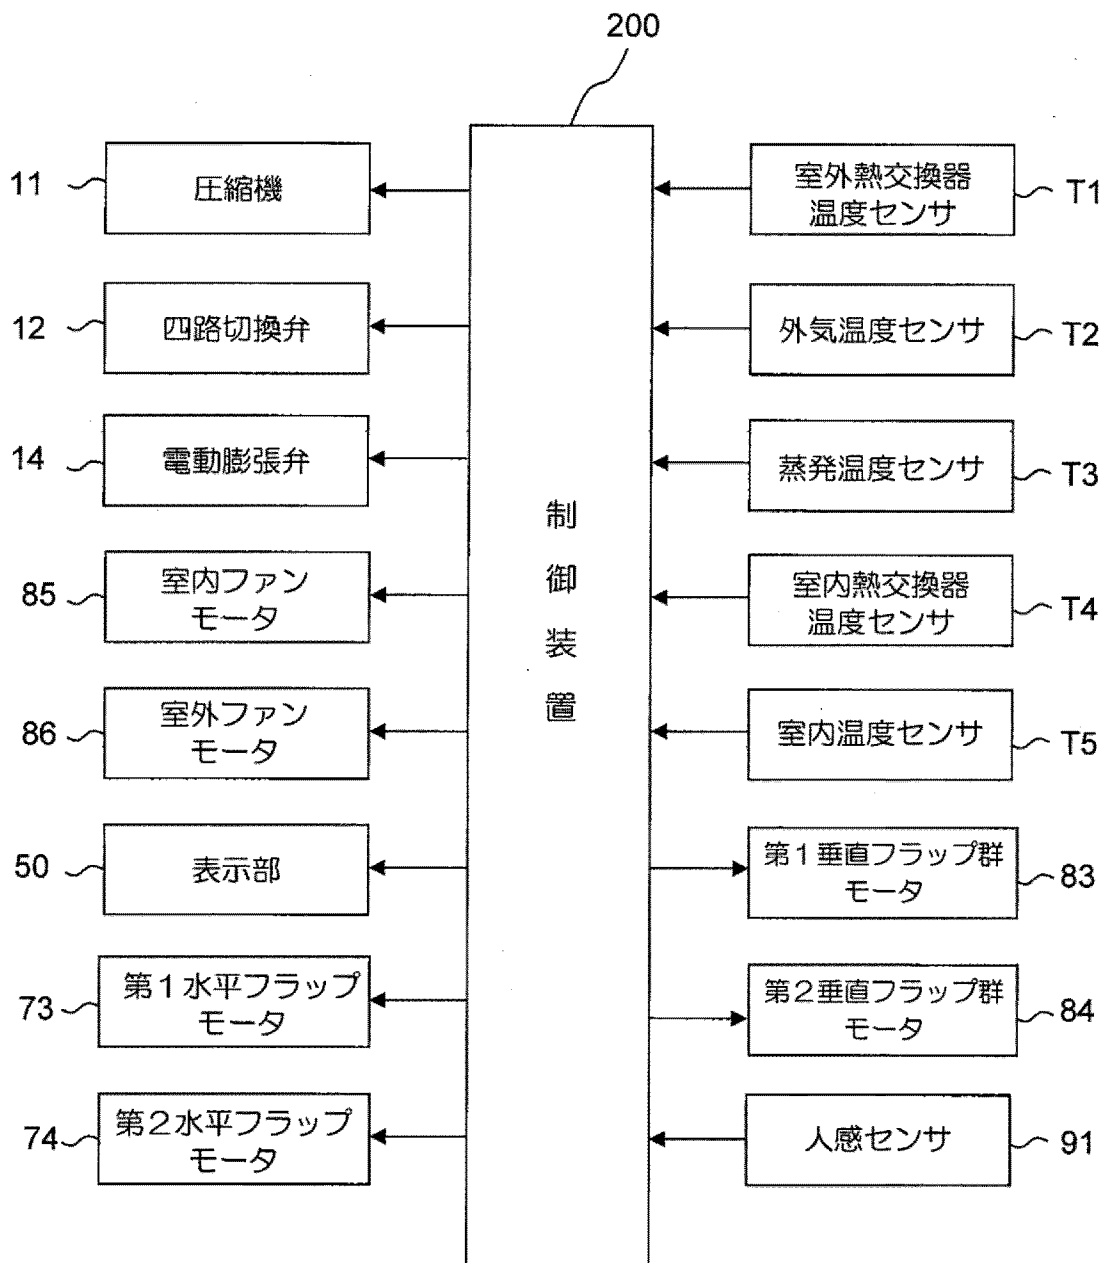 200
11
圧縮機
12
四路切換弁
14
電動膨張弁
85
室内ファン
モータ
86
室外ファン
モータ
50
表示部
73
第1水平フラップ
モータ
74
第2水平フラップ
モータ
制御装置
室外熱交換器
温度センサ
T1
外気温度センサ
T2
蒸発温度センサ
T3
室内熱交換器
温度センサ
T4
室内温度センサ
T5
第1垂直フラップ群
モータ
83
第2垂直フラップ群
モータ
84
人感センサ
91